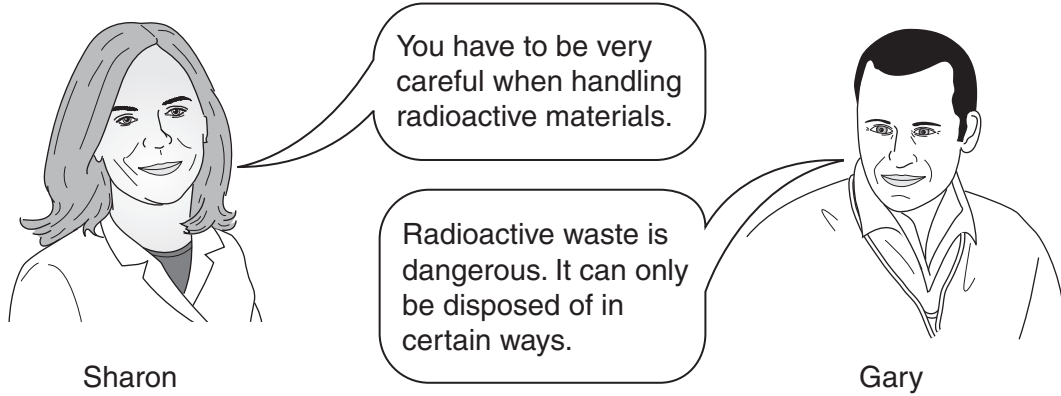 You have to be very
careful when handling
radioactive materials.
Radioactive waste is
dangerous. It can only
be disposed of in
certain ways.
Sharon
Gary